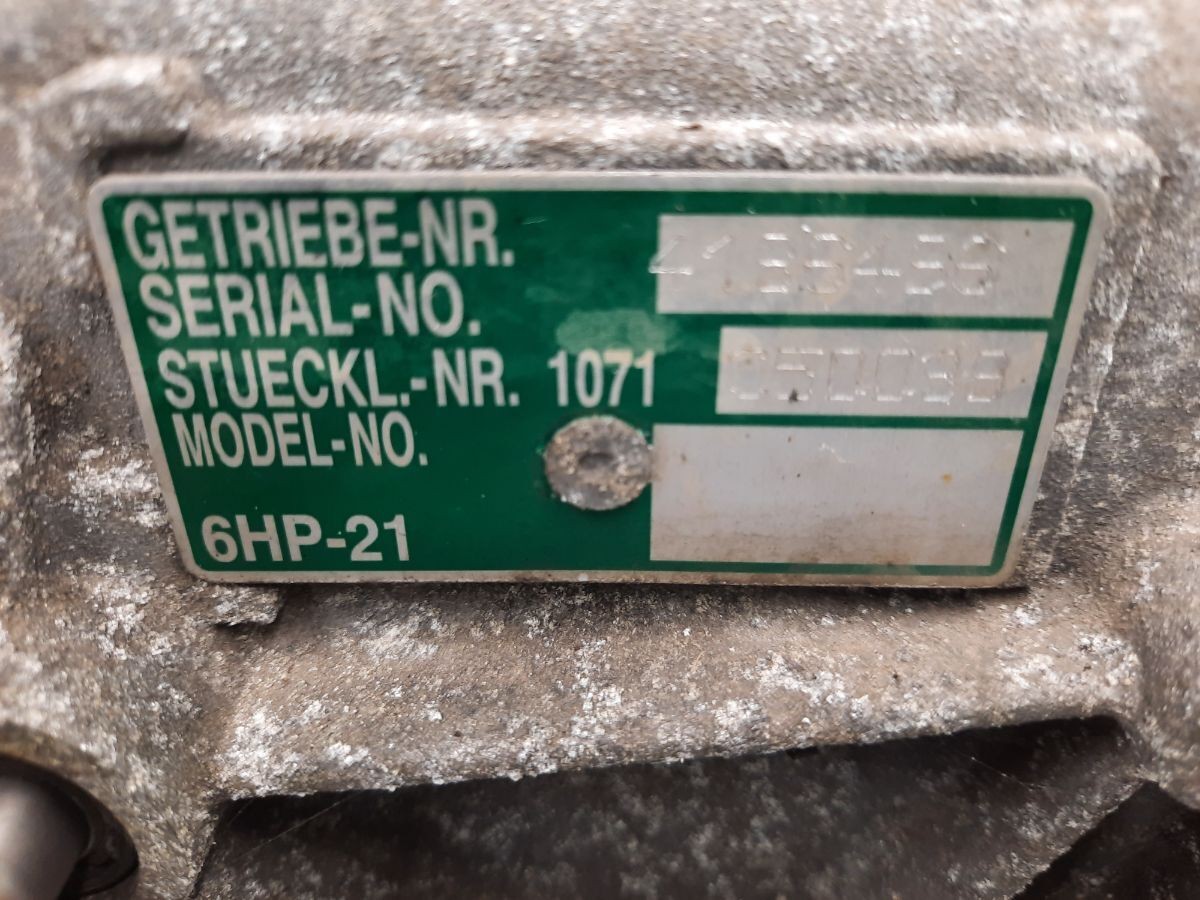 GETRIEBE-NR.
SERIAL-NO.
STUECKL.-NR. 1071
MODEL-NO.
6HP-21